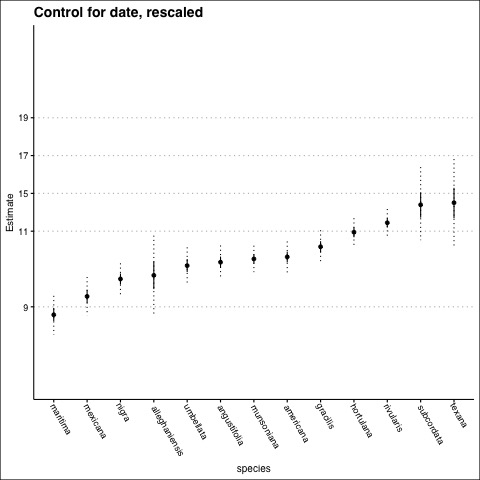 Control for date, rescaled
19
17
15
11
9
Estimate
maritima
mexicana
nigra
alleghaniensis
umbellata
angustifolia
munsoniana
americana
gracilis
hortulana
rivularis
subcordata
texana
species